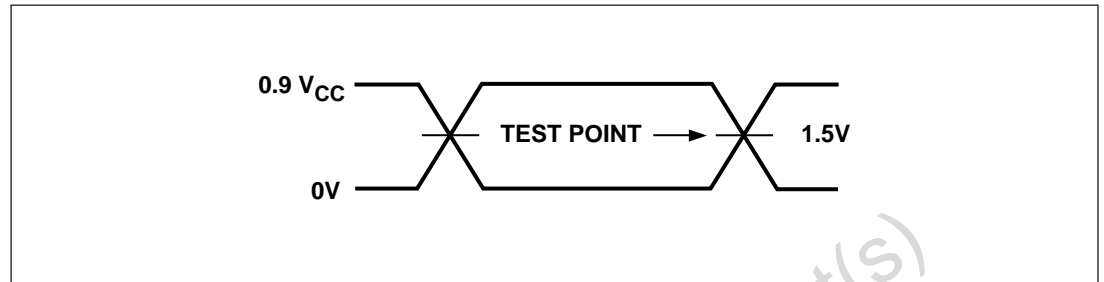 0.9 VCC
TEST POINT
1.5V
0V
t(s)